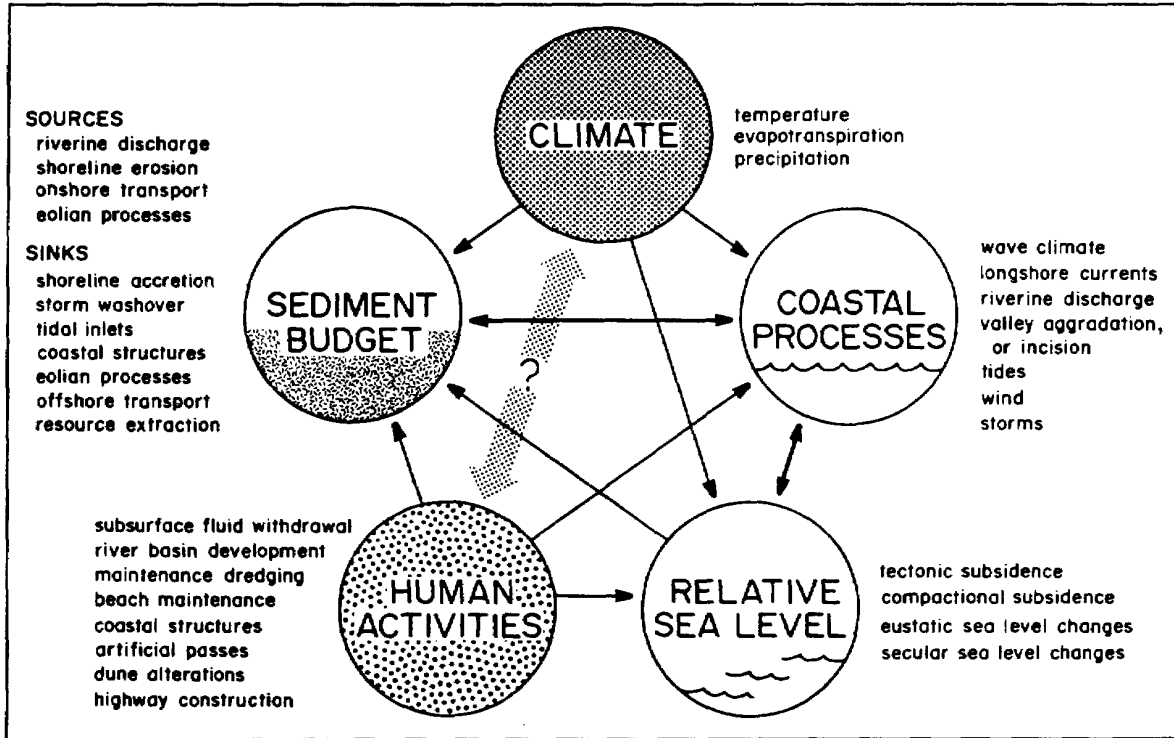 CLIMATE
temperature
evapotranspiration
precipitation
SOURCES
riverine discharge
shoreline erosion
onshore transport
eolian processes
SINKS
shoreline accretion
storm washover
tidal inlets
coastal structures
eolian processes
offshore transport
resource extraction
SEDIMENT
BUDGET
COASTAL
PROCESSES
wave climate
longshore currents
riverine discharge
valley aggradation,
or incision
tides
wind
storms
?
subsurface fluid withdrawal
river basin development
maintenance dredging
beach maintenance
coastal structures
artificial passes
dune alterations
highway construction
HUMAN
ACTIVITIES
RELATIVE
SEA LEVEL
tectonic subsidence
compactional subsidence
eustatic sea level changes
secular sea level changes